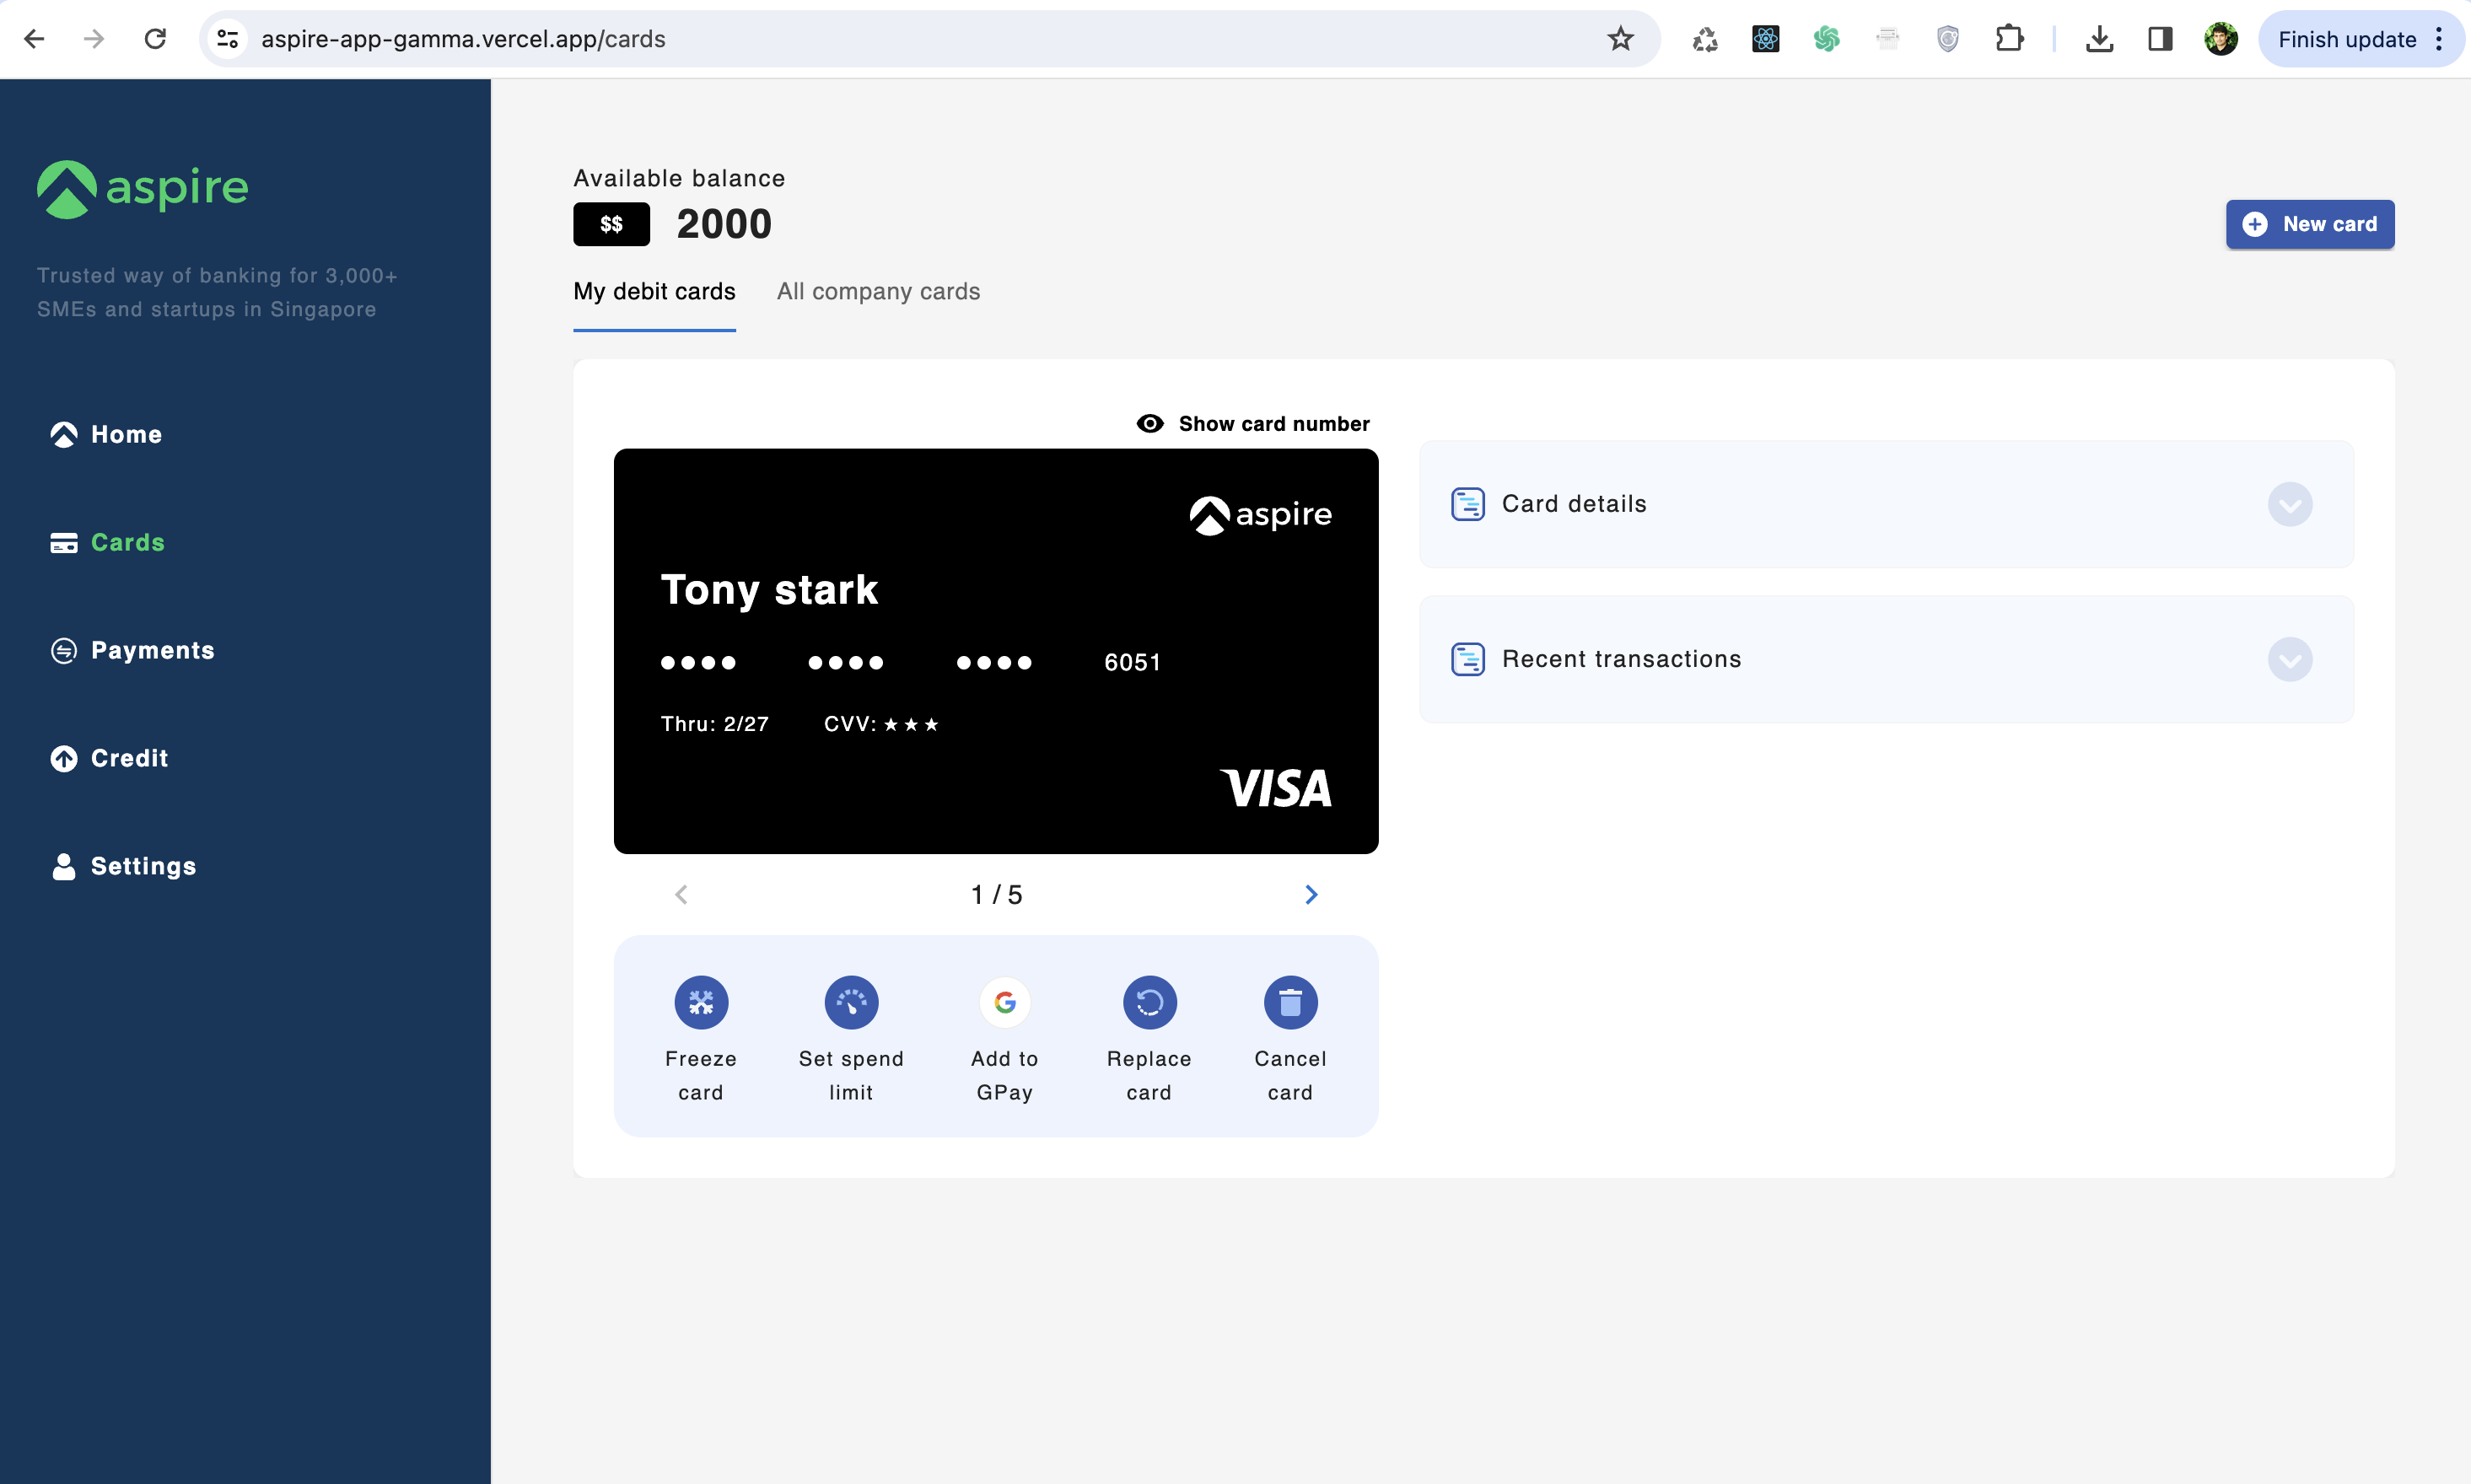 aspire-app-gamma.vercel.app/cards
Finish update
aspire
Trusted way of banking for 3,000+
SMEs and startups in Singapore
Home
Cards
Payments
Credit
Settings
Available balance
$$ 2000
New card
My debit cards
All company cards
Show card number
aspire
Tony stark
●●●● ●●●● ●●●● 6051
Thru: 2/27 CVV: ★★★
VISA
1 / 5
Freeze
card
Set spend
limit
Add to
GPay
Replace
card
Cancel
card
Card details
Recent transactions